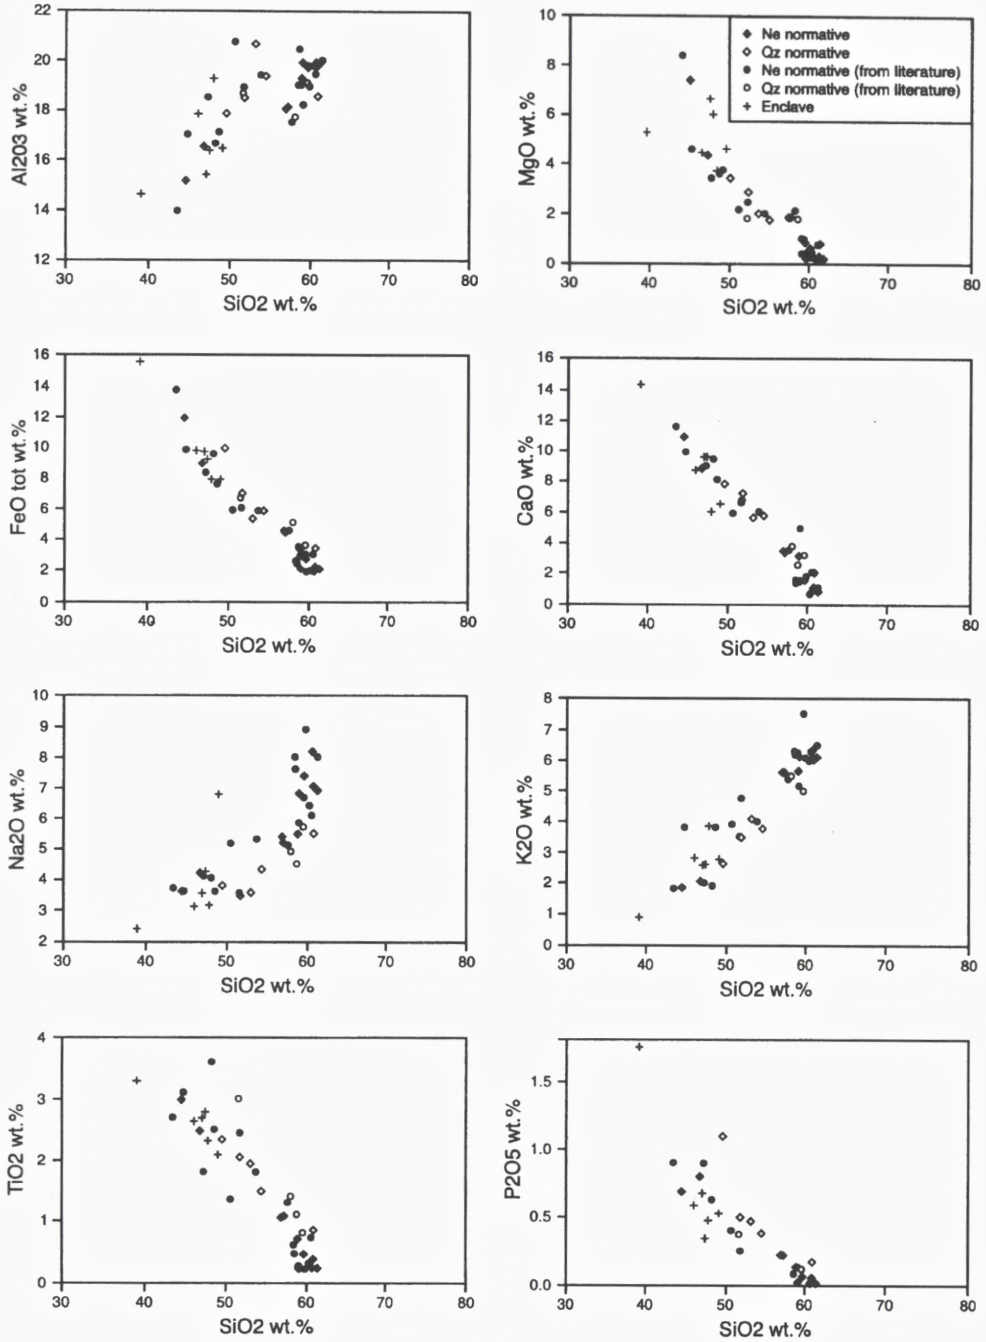 22
20
18
16
14
12
Al2O3 wt.%
30 40 50 60 70 80
SiO2 wt.%
10
8
6
4
2
0
MgO wt.%
Ne normative
Qz normative
Ne normative (from literature)
Qz normative (from literature)
Enclave
30 40 50 60 70 80
SiO2 wt.%
16
14
12
10
8
6
4
2
0
FeO tot wt.%
30 40 50 60 70 80
SiO2 wt.%
16
14
12
10
8
6
4
2
0
CaO wt.%
30 40 50 60 70 80
SiO2 wt.%
10
9
8
7
6
5
4
3
2
Na2O wt.%
30 40 50 60 70 80
SiO2 wt.%
8
7
6
5
4
3
2
1
0
K2O wt.%
30 40 50 60 70 80
SiO2 wt.%
4
3
2
1
0
TiO2 wt.%
30 40 50 60 70 80
SiO2 wt.%
1.5
1.0
0.5
0.0
P2O5 wt.%
30 40 50 60 70 80
SiO2 wt.%